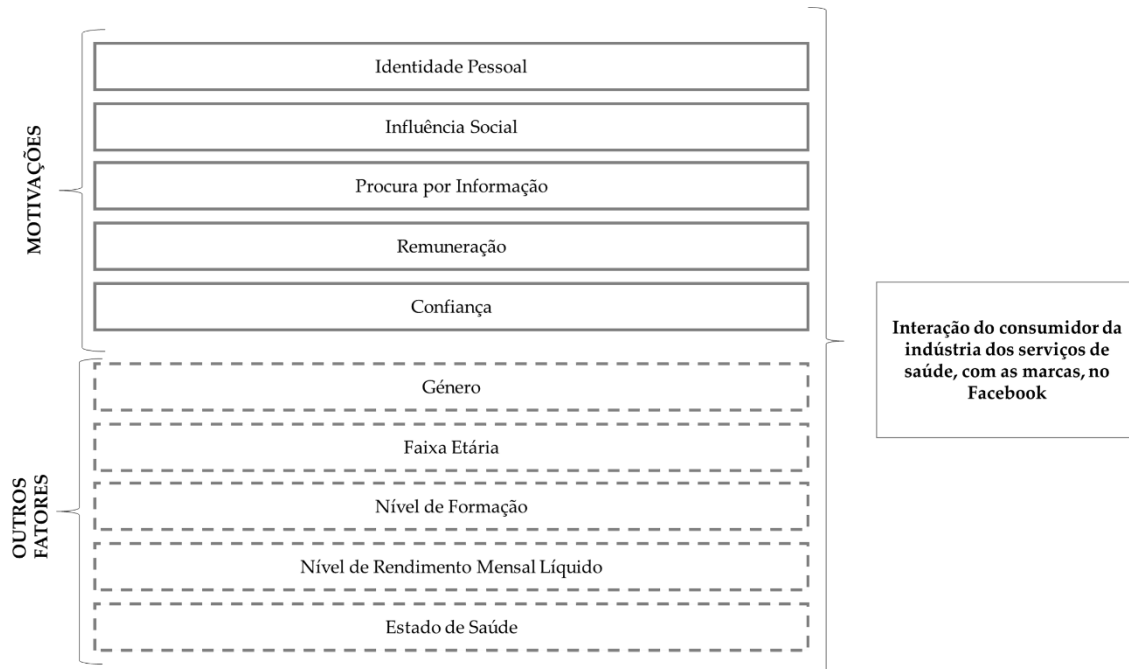 MOTIVAÇÕES
Identidade Pessoal
Influência Social
Procura por Informação
Remuneração
Confiança
OUTROS
FATORES
Género
Faixa Etária
Nível de Formação
Nível de Rendimento Mensal Líquido
Estado de Saúde
Interação do consumidor da
indústria dos serviços de
saúde, com as marcas, no
Facebook